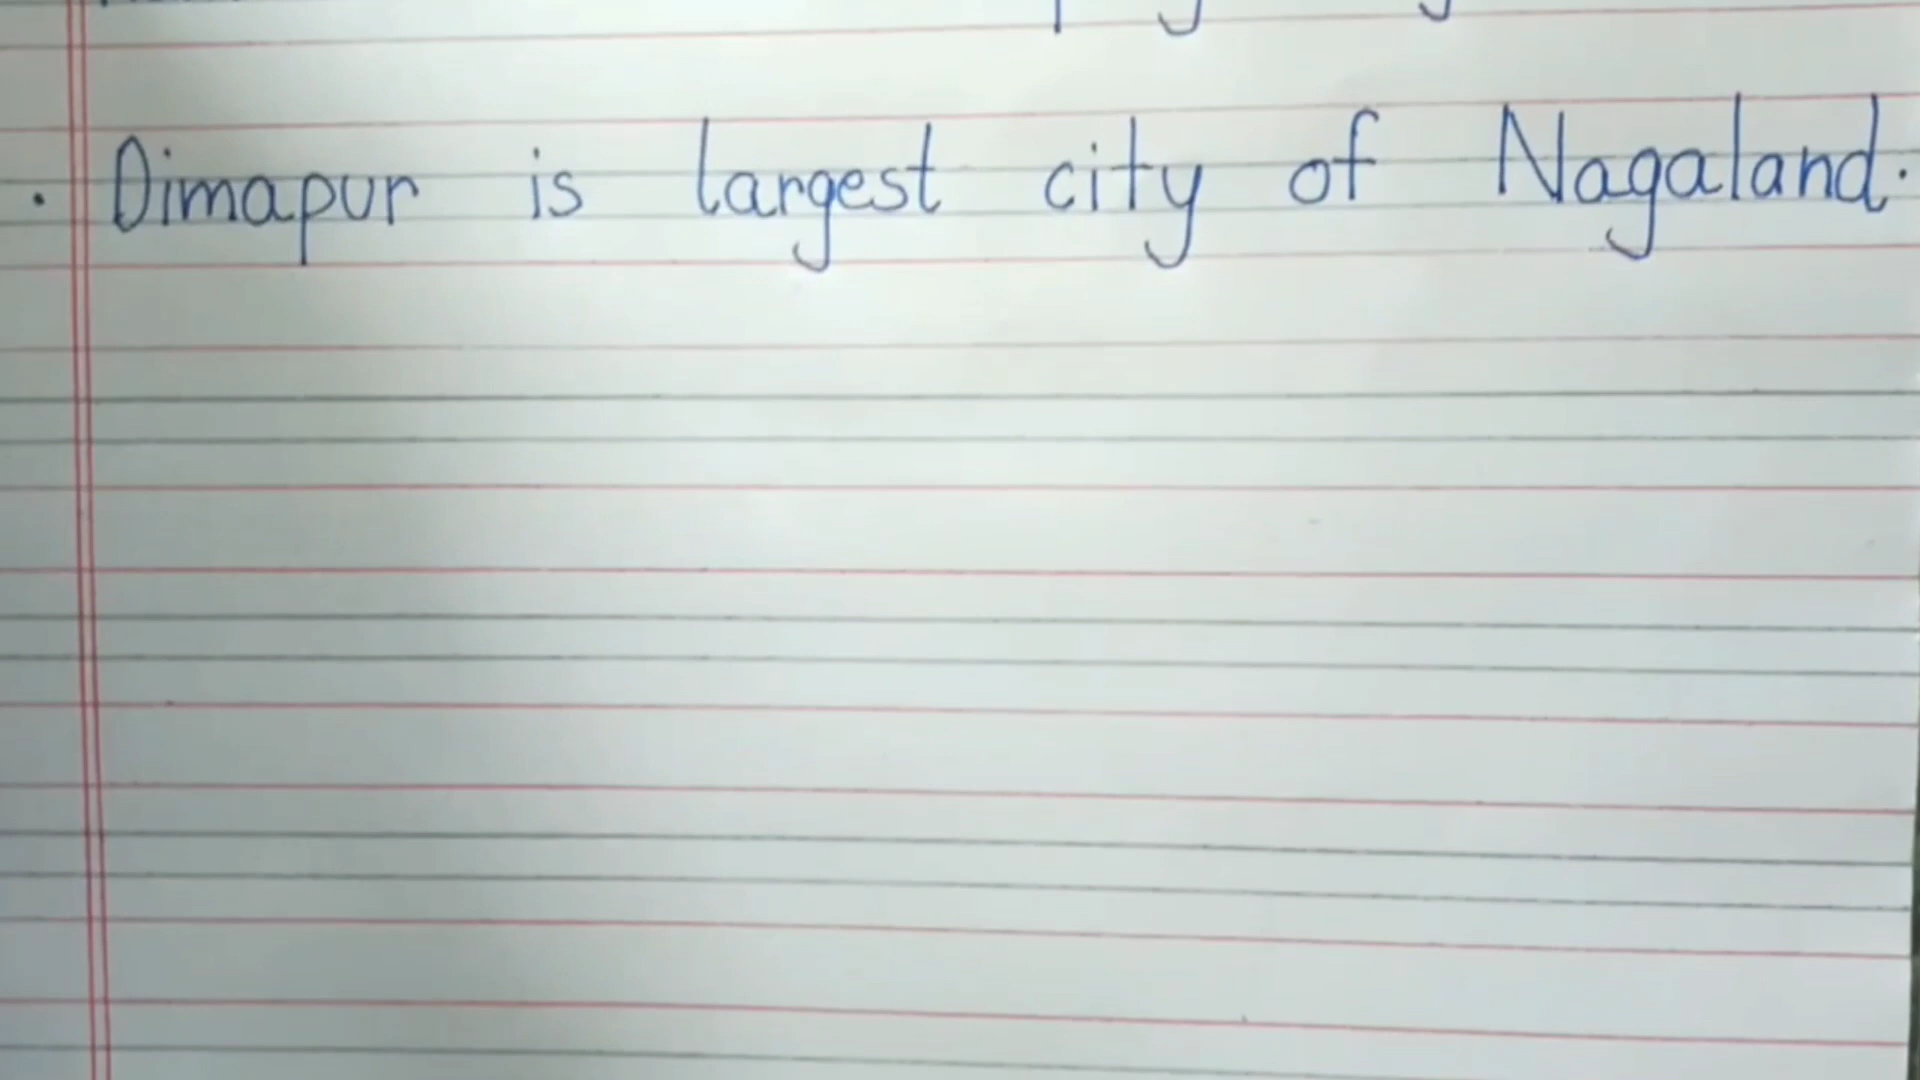 • Dimapur is largest city of Nagaland.